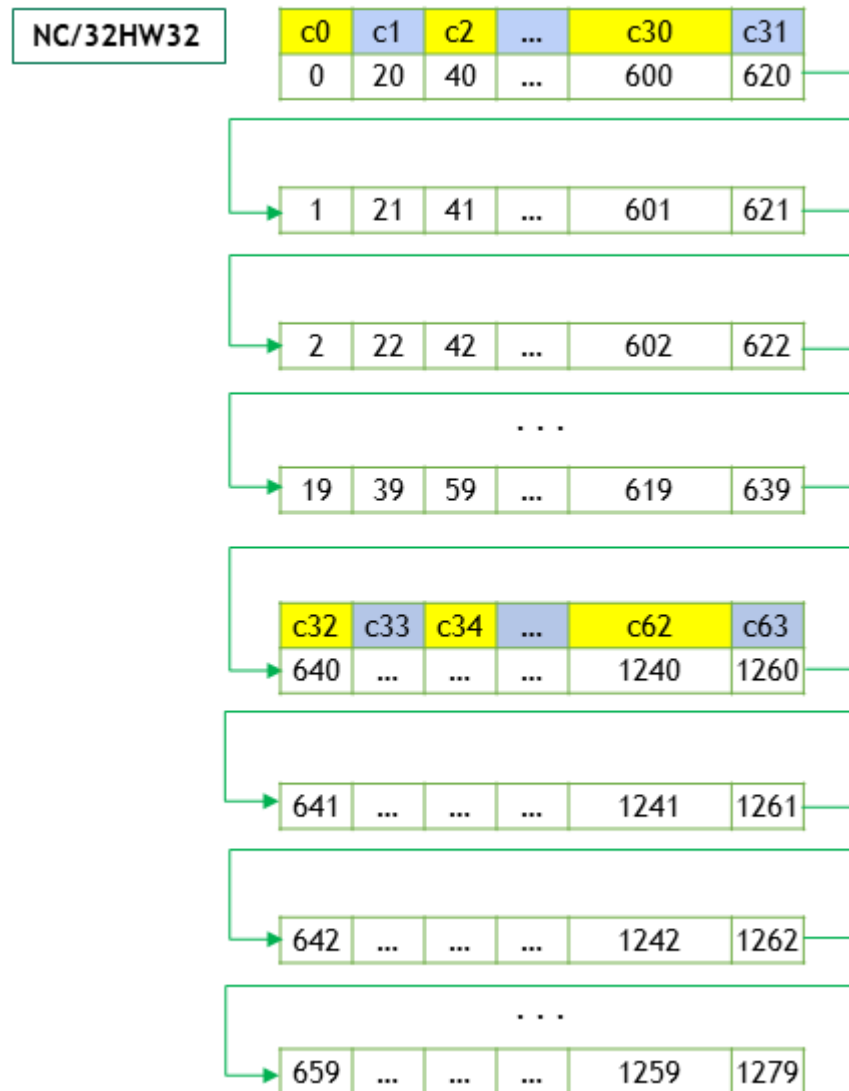 NC/32HW32
c0 c1 c2 ... c30 c31
0 20 40 ... 600 620
1 21 41 ... 601 621
2 22 42 ... 602 622
. . .
19 39 59 ... 619 639
c32 c33 c34 ... c62 c63
640 ... ... ... 1240 1260
641 ... ... ... 1241 1261
642 ... ... ... 1242 1262
. . .
659 ... ... ... 1259 1279